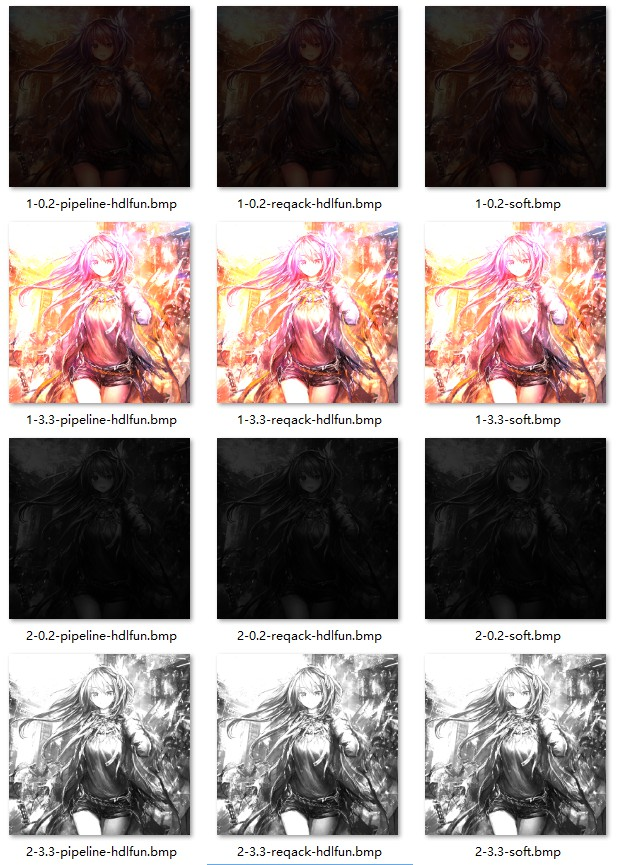 1-0.2-pipeline-hdlfun.bmp
1-0.2-reqack-hdlfun.bmp
1-0.2-soft.bmp
1-3.3-pipeline-hdlfun.bmp
1-3.3-reqack-hdlfun.bmp
1-3.3-soft.bmp
2-0.2-pipeline-hdlfun.bmp
2-0.2-reqack-hdlfun.bmp
2-0.2-soft.bmp
2-3.3-pipeline-hdlfun.bmp
2-3.3-reqack-hdlfun.bmp
2-3.3-soft.bmp